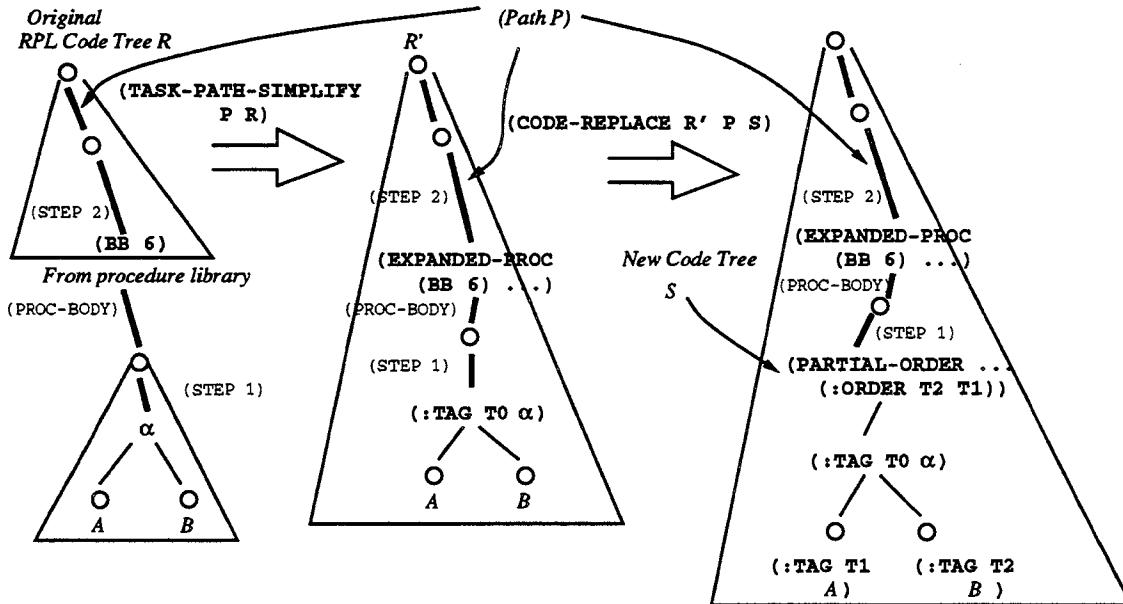 Original
RPL Code Tree R
(TASK-PATH-SIMPLIFY
P R)
(STEP 2)
(BB 6)
From procedure library
(PROC-BODY)
(STEP 1)
α
A B
(Path P)
R'
(CODE-REPLACE R' P S)
(STEP 2)
(EXPANDED-PROC
(BB 6) ...)
(PROC-BODY)
(STEP 1)
(:TAG T0 α)
A B
New Code Tree
S
(STEP 2)
(EXPANDED-PROC
(BB 6) ...)
(PROC-BODY)
(STEP 1)
(PARTIAL-ORDER ...
(:ORDER T2 T1))
(:TAG T0 α)
(:TAG T1 (:TAG T2
A) B)